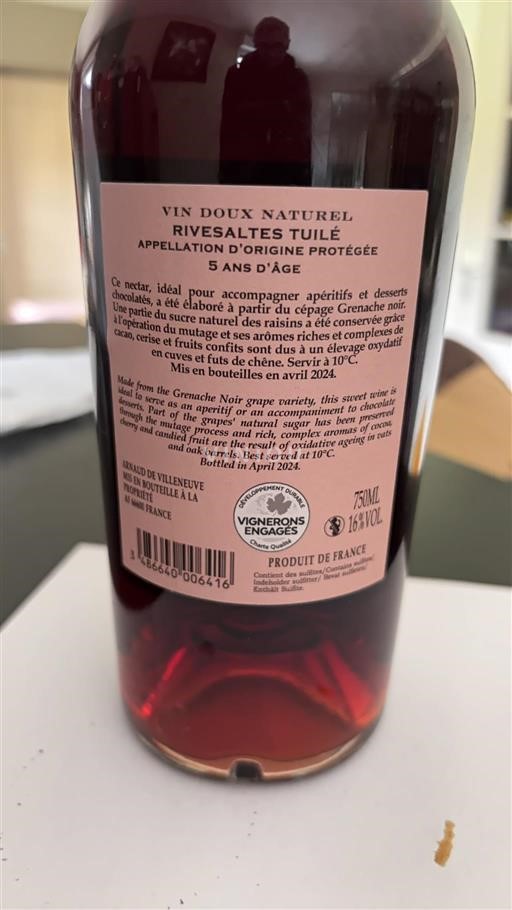 VIN DOUX NATUREL
RIVESALTES TUILÉ
APPELLATION D'ORIGINE PROTÉGÉE
5 ANS D'ÂGE
Ce nectar, idéal pour accompagner apéritifs et desserts
chocolatés, a été élaboré à partir du cépage Grenache noir.
Une partie du sucre naturel des raisins a été conservée grâce
à l'opération du mutage et ses arômes riches et complexes de
cacao, cerise et fruits confits sont dus à un élevage oxydatif
en cuves et futs de chêne. Servir à 10°C.
Mis en bouteilles en avril 2024.
Made from the Grenache Noir grape variety, this sweet wine is
ideal to serve as an aperitif or an accompaniment to chocolate
desserts. Part of the grapes' natural sugar has been preserved
through the mutage process and rich, complex aromas of cocoa,
cherry and candied fruit are the result of oxidative ageing in vats
and oak barrels. Best served at 10°C.
Bottled in April 2024.
ARNAUD DE VILLENEUVE
MIS EN BOUTEILLE À LA
PROPRIÉTÉ
AF 66600 FRANCE
DÉVELOPPEMENT DURABLE
VIGNERONS
ENGAGÉS
Charte Qualité
750ML
16%VOL.
PRODUIT DE FRANCE
Contient des sulfites/Contains sulfites/
Indeholder sulfitter/ Bevat sulfieten/
Enthält Sulfite.
3 486640 006416